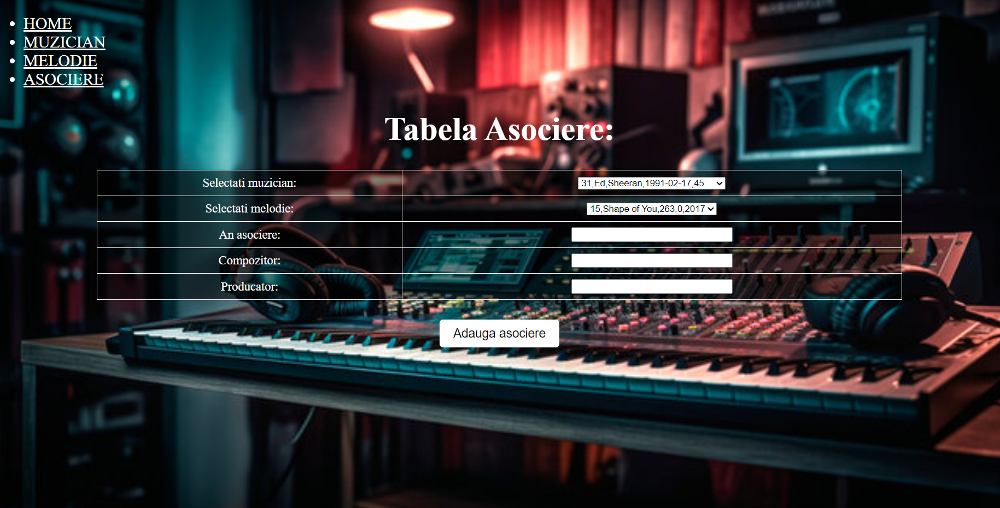 HOME
MUZICIAN
MELODIE
ASOCIERE
Tabela Asociere:
Selectati muzician: 31,Ed,Sheeran,1991-02-17,45
Selectati melodie: 15,Shape of You,263.0,2017
An asociere:
Compozitor:
Producator:
Adauga asociere